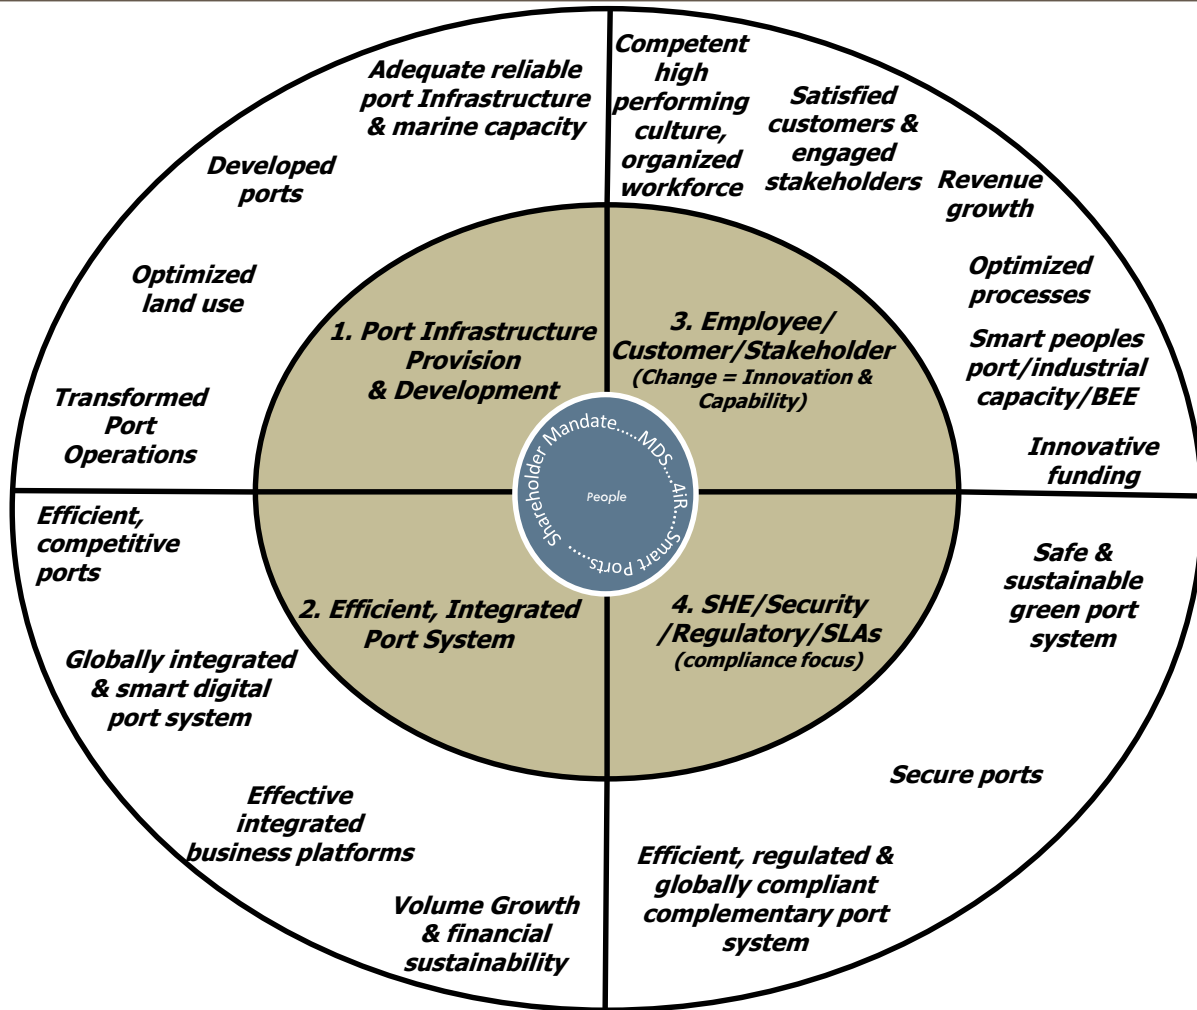 Adequate reliable
port Infrastructure
& marine capacity
Developed
ports
Optimized
land use
Transformed
Port
Operations
1. Port Infrastructure
Provision
& Development
Competent
high
performing
culture,
organized
workforce
Satisfied
customers &
engaged
stakeholders
Revenue
growth
Optimized
processes
Smart peoples
port/industrial
capacity/BEE
Innovative
funding
3. Employee/
Customer/Stakeholder
(Change = Innovation &
Capability)
Shareholder Mandate.....MDS....4iR......Smart Ports......
People
Efficient,
competitive
ports
Globally integrated
& smart digital
port system
Effective
integrated
business platforms
Volume Growth
& financial
sustainability
2. Efficient, Integrated
Port System
4. SHE/Security
/Regulatory/SLAs
(compliance focus)
Safe &
sustainable
green port
system
Secure ports
Efficient, regulated &
globally compliant
complementary port
system